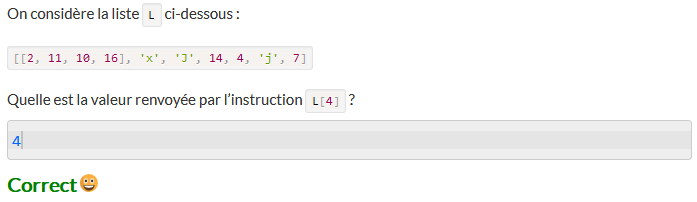 On considère la liste L ci-dessous :
[[2, 11, 10, 16], 'x', 'J', 14, 4, 'j', 7]
Quelle est la valeur renvoyée par l'instruction L[4] ?
4
Correct😀